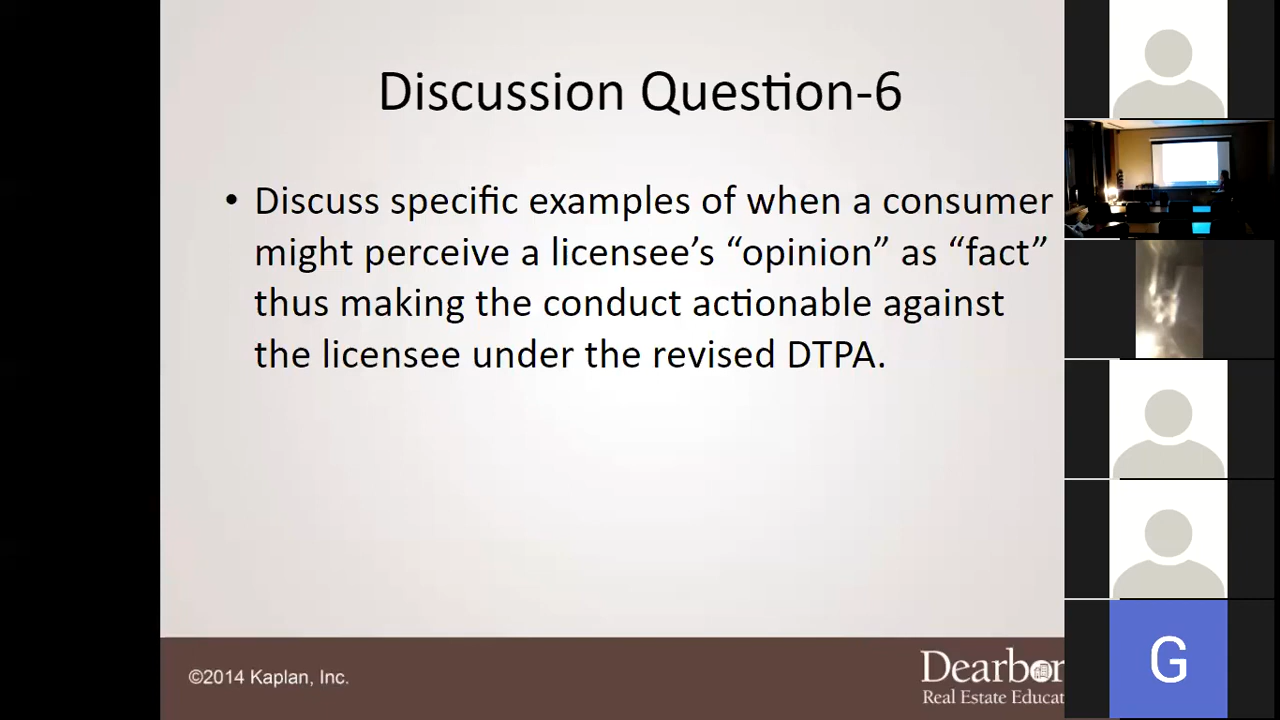 Discussion Question-6
• Discuss specific examples of when a consumer
might perceive a licensee’s “opinion” as “fact”
thus making the conduct actionable against
the licensee under the revised DTPA.
©2014 Kaplan, Inc.
Dearbor
Real Estate Educat
G